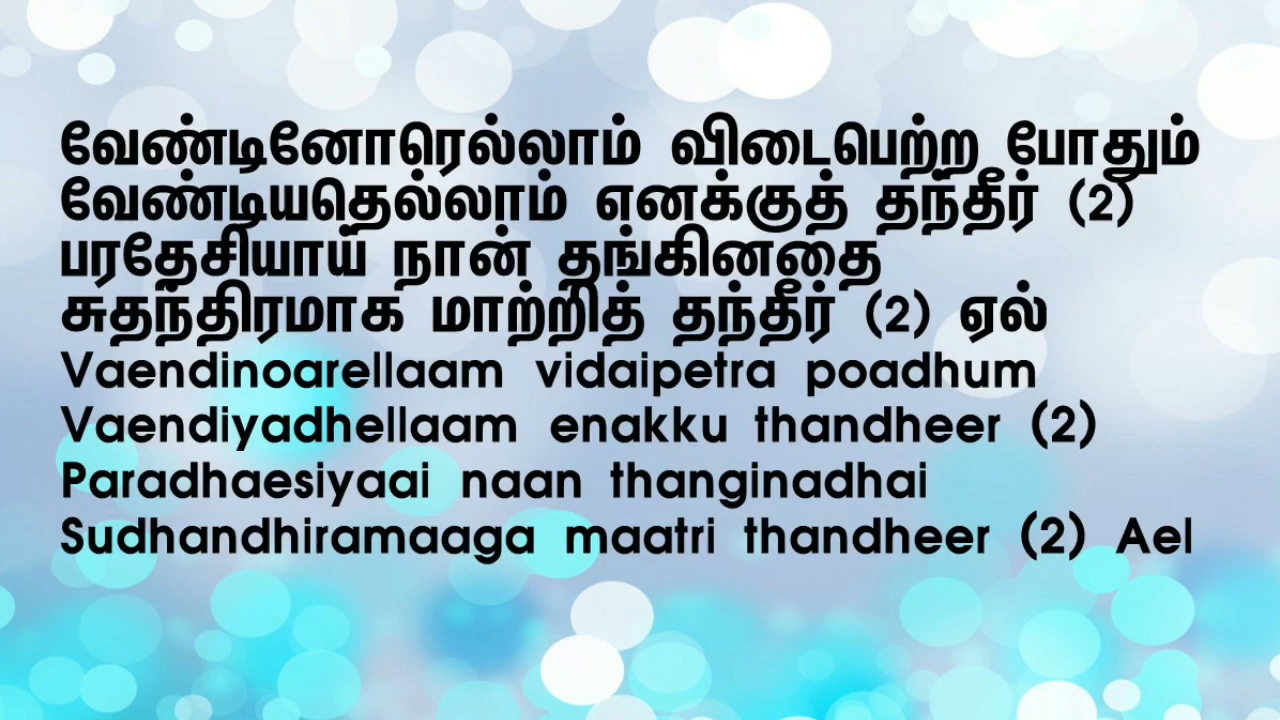 வேண்டினோரெல்லாம் விடைபெற்ற போதும்
வேண்டியதெல்லாம் எனக்குத் தந்தீர் (2)
பரதேசியாய் நான் தங்கினதை
சுதந்திரமாக மாற்றித் தந்தீர் (2) ஏல்
Vaendinoarellaam vidaipetra poadhum
Vaendiyadhellaam enakku thandheer (2)
Paradhaesiyaai naan thanginadhai
Sudhandhiramaaga maatri thandheer (2) Ael